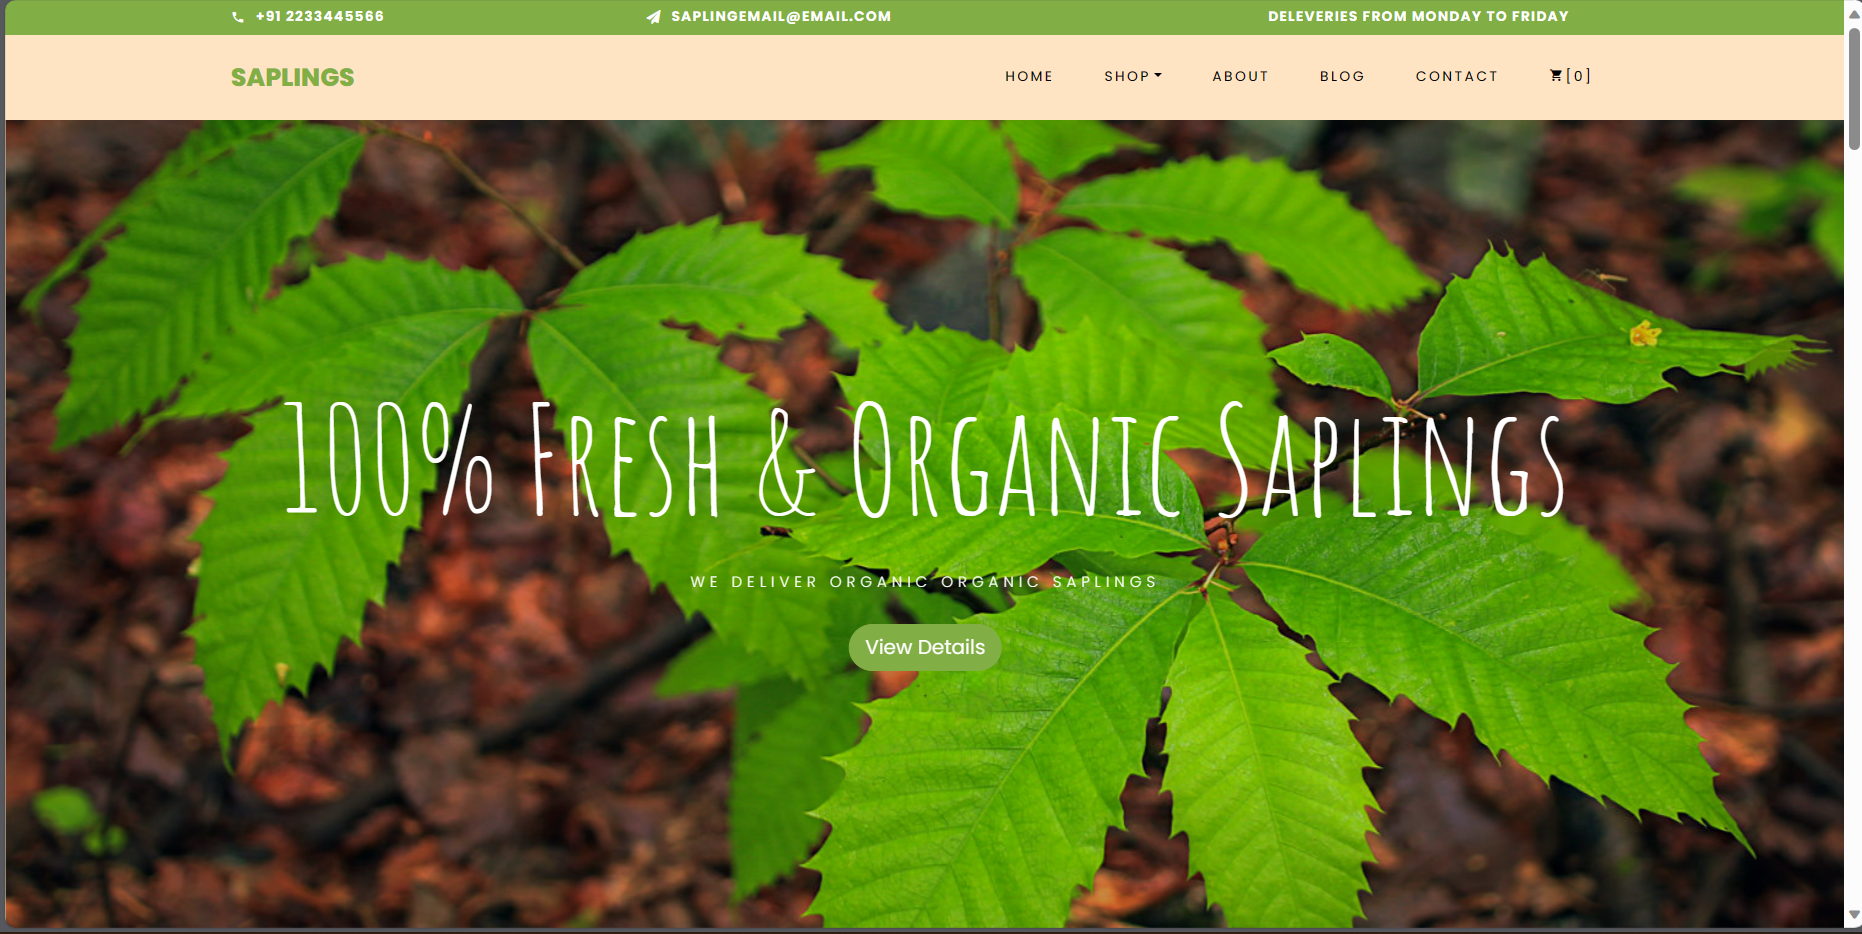 +91 2233445566
SAPLINGEMAIL@EMAIL.COM
DELEVERIES FROM MONDAY TO FRIDAY
SAPLINGS
HOME
SHOP
ABOUT
BLOG
CONTACT
[0]
100% Fresh & Organic Saplings
WE DELIVER ORGANIC ORGANIC SAPLINGS
View Details